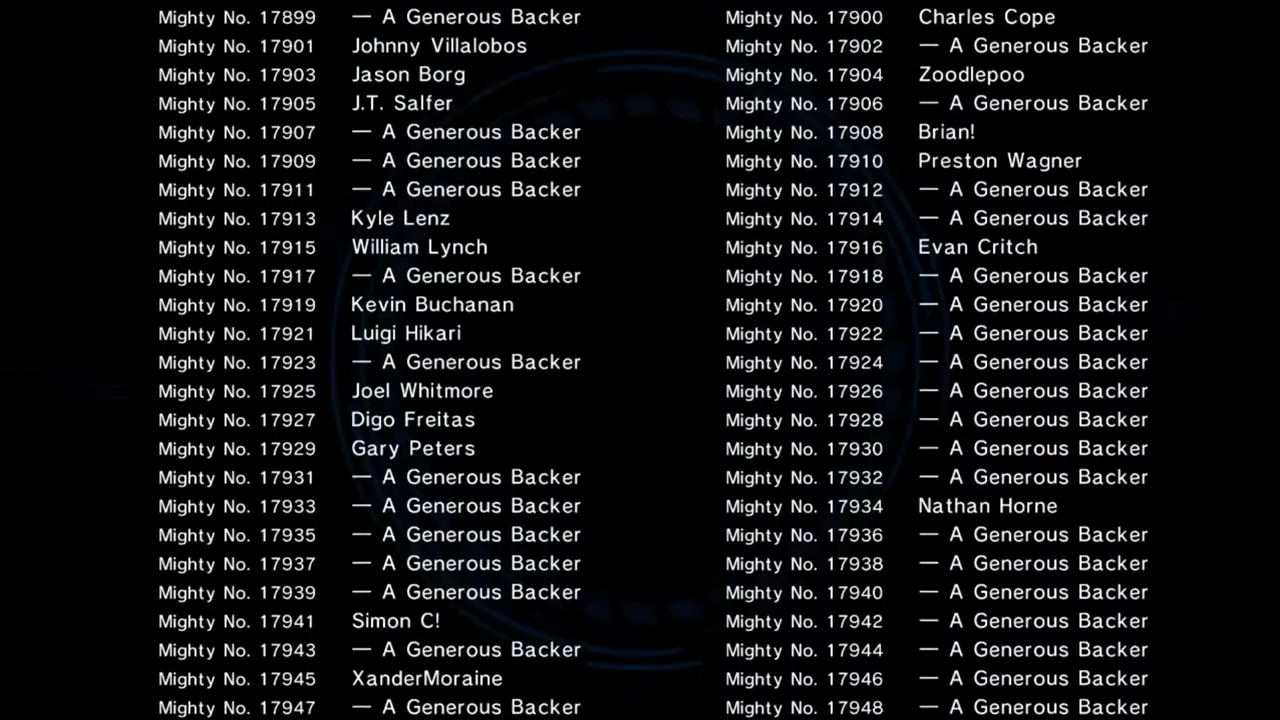 Mighty No. 17899 — A Generous Backer Mighty No. 17900 Charles Cope
Mighty No. 17901 Johnny Villalobos Mighty No. 17902 — A Generous Backer
Mighty No. 17903 Jason Borg Mighty No. 17904 Zoodlepoo
Mighty No. 17905 J.T. Salfer Mighty No. 17906 — A Generous Backer
Mighty No. 17907 — A Generous Backer Mighty No. 17908 Brian!
Mighty No. 17909 — A Generous Backer Mighty No. 17910 Preston Wagner
Mighty No. 17911 — A Generous Backer Mighty No. 17912 — A Generous Backer
Mighty No. 17913 Kyle Lenz Mighty No. 17914 — A Generous Backer
Mighty No. 17915 William Lynch Mighty No. 17916 Evan Critch
Mighty No. 17917 — A Generous Backer Mighty No. 17918 — A Generous Backer
Mighty No. 17919 Kevin Buchanan Mighty No. 17920 — A Generous Backer
Mighty No. 17921 Luigi Hikari Mighty No. 17922 — A Generous Backer
Mighty No. 17923 — A Generous Backer Mighty No. 17924 — A Generous Backer
Mighty No. 17925 Joel Whitmore Mighty No. 17926 — A Generous Backer
Mighty No. 17927 Digo Freitas Mighty No. 17928 — A Generous Backer
Mighty No. 17929 Gary Peters Mighty No. 17930 — A Generous Backer
Mighty No. 17931 — A Generous Backer Mighty No. 17932 — A Generous Backer
Mighty No. 17933 — A Generous Backer Mighty No. 17934 Nathan Horne
Mighty No. 17935 — A Generous Backer Mighty No. 17936 — A Generous Backer
Mighty No. 17937 — A Generous Backer Mighty No. 17938 — A Generous Backer
Mighty No. 17939 — A Generous Backer Mighty No. 17940 — A Generous Backer
Mighty No. 17941 Simon C! Mighty No. 17942 — A Generous Backer
Mighty No. 17943 — A Generous Backer Mighty No. 17944 — A Generous Backer
Mighty No. 17945 XanderMoraine Mighty No. 17946 — A Generous Backer
Mighty No. 17947 — A Generous Backer Mighty No. 17948 — A Generous Backer